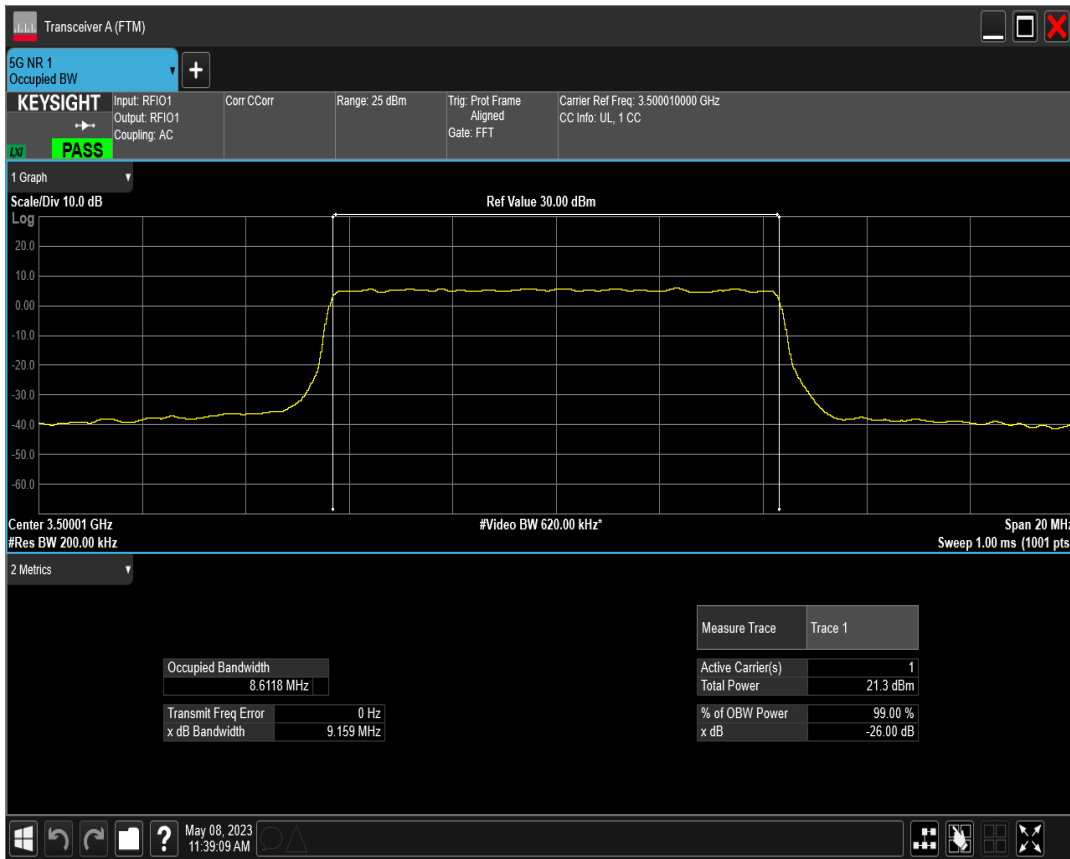 Transceiver A (FTM)
5G NR 1
Occupied BW
KEYSIGHT
LXI
PASS
Input: RFIO1
Output: RFIO1
Coupling: AC
Corr CCorr
Range: 25 dBm
Trig: Prot Frame
Aligned
Gate: FFT
Carrier Ref Freq: 3.500010000 GHz
CC Info: UL, 1 CC
1 Graph
Scale/Div 10.0 dB
Ref Value 30.00 dBm
Log
20.0
10.0
0.00
-10.0
-20.0
-30.0
-40.0
-50.0
-60.0
Center 3.50001 GHz
#Video BW 620.00 kHz*
Span 20 MHz
#Res BW 200.00 kHz
Sweep 1.00 ms (1001 pts
2 Metrics
Measure Trace Trace 1
Occupied Bandwidth
8.6118 MHz
Active Carrier(s) 1
Total Power 21.3 dBm
Transmit Freq Error 0 Hz
x dB Bandwidth 9.159 MHz
% of OBW Power 99.00 %
x dB -26.00 dB
?
May 08, 2023
11:39:09 AM